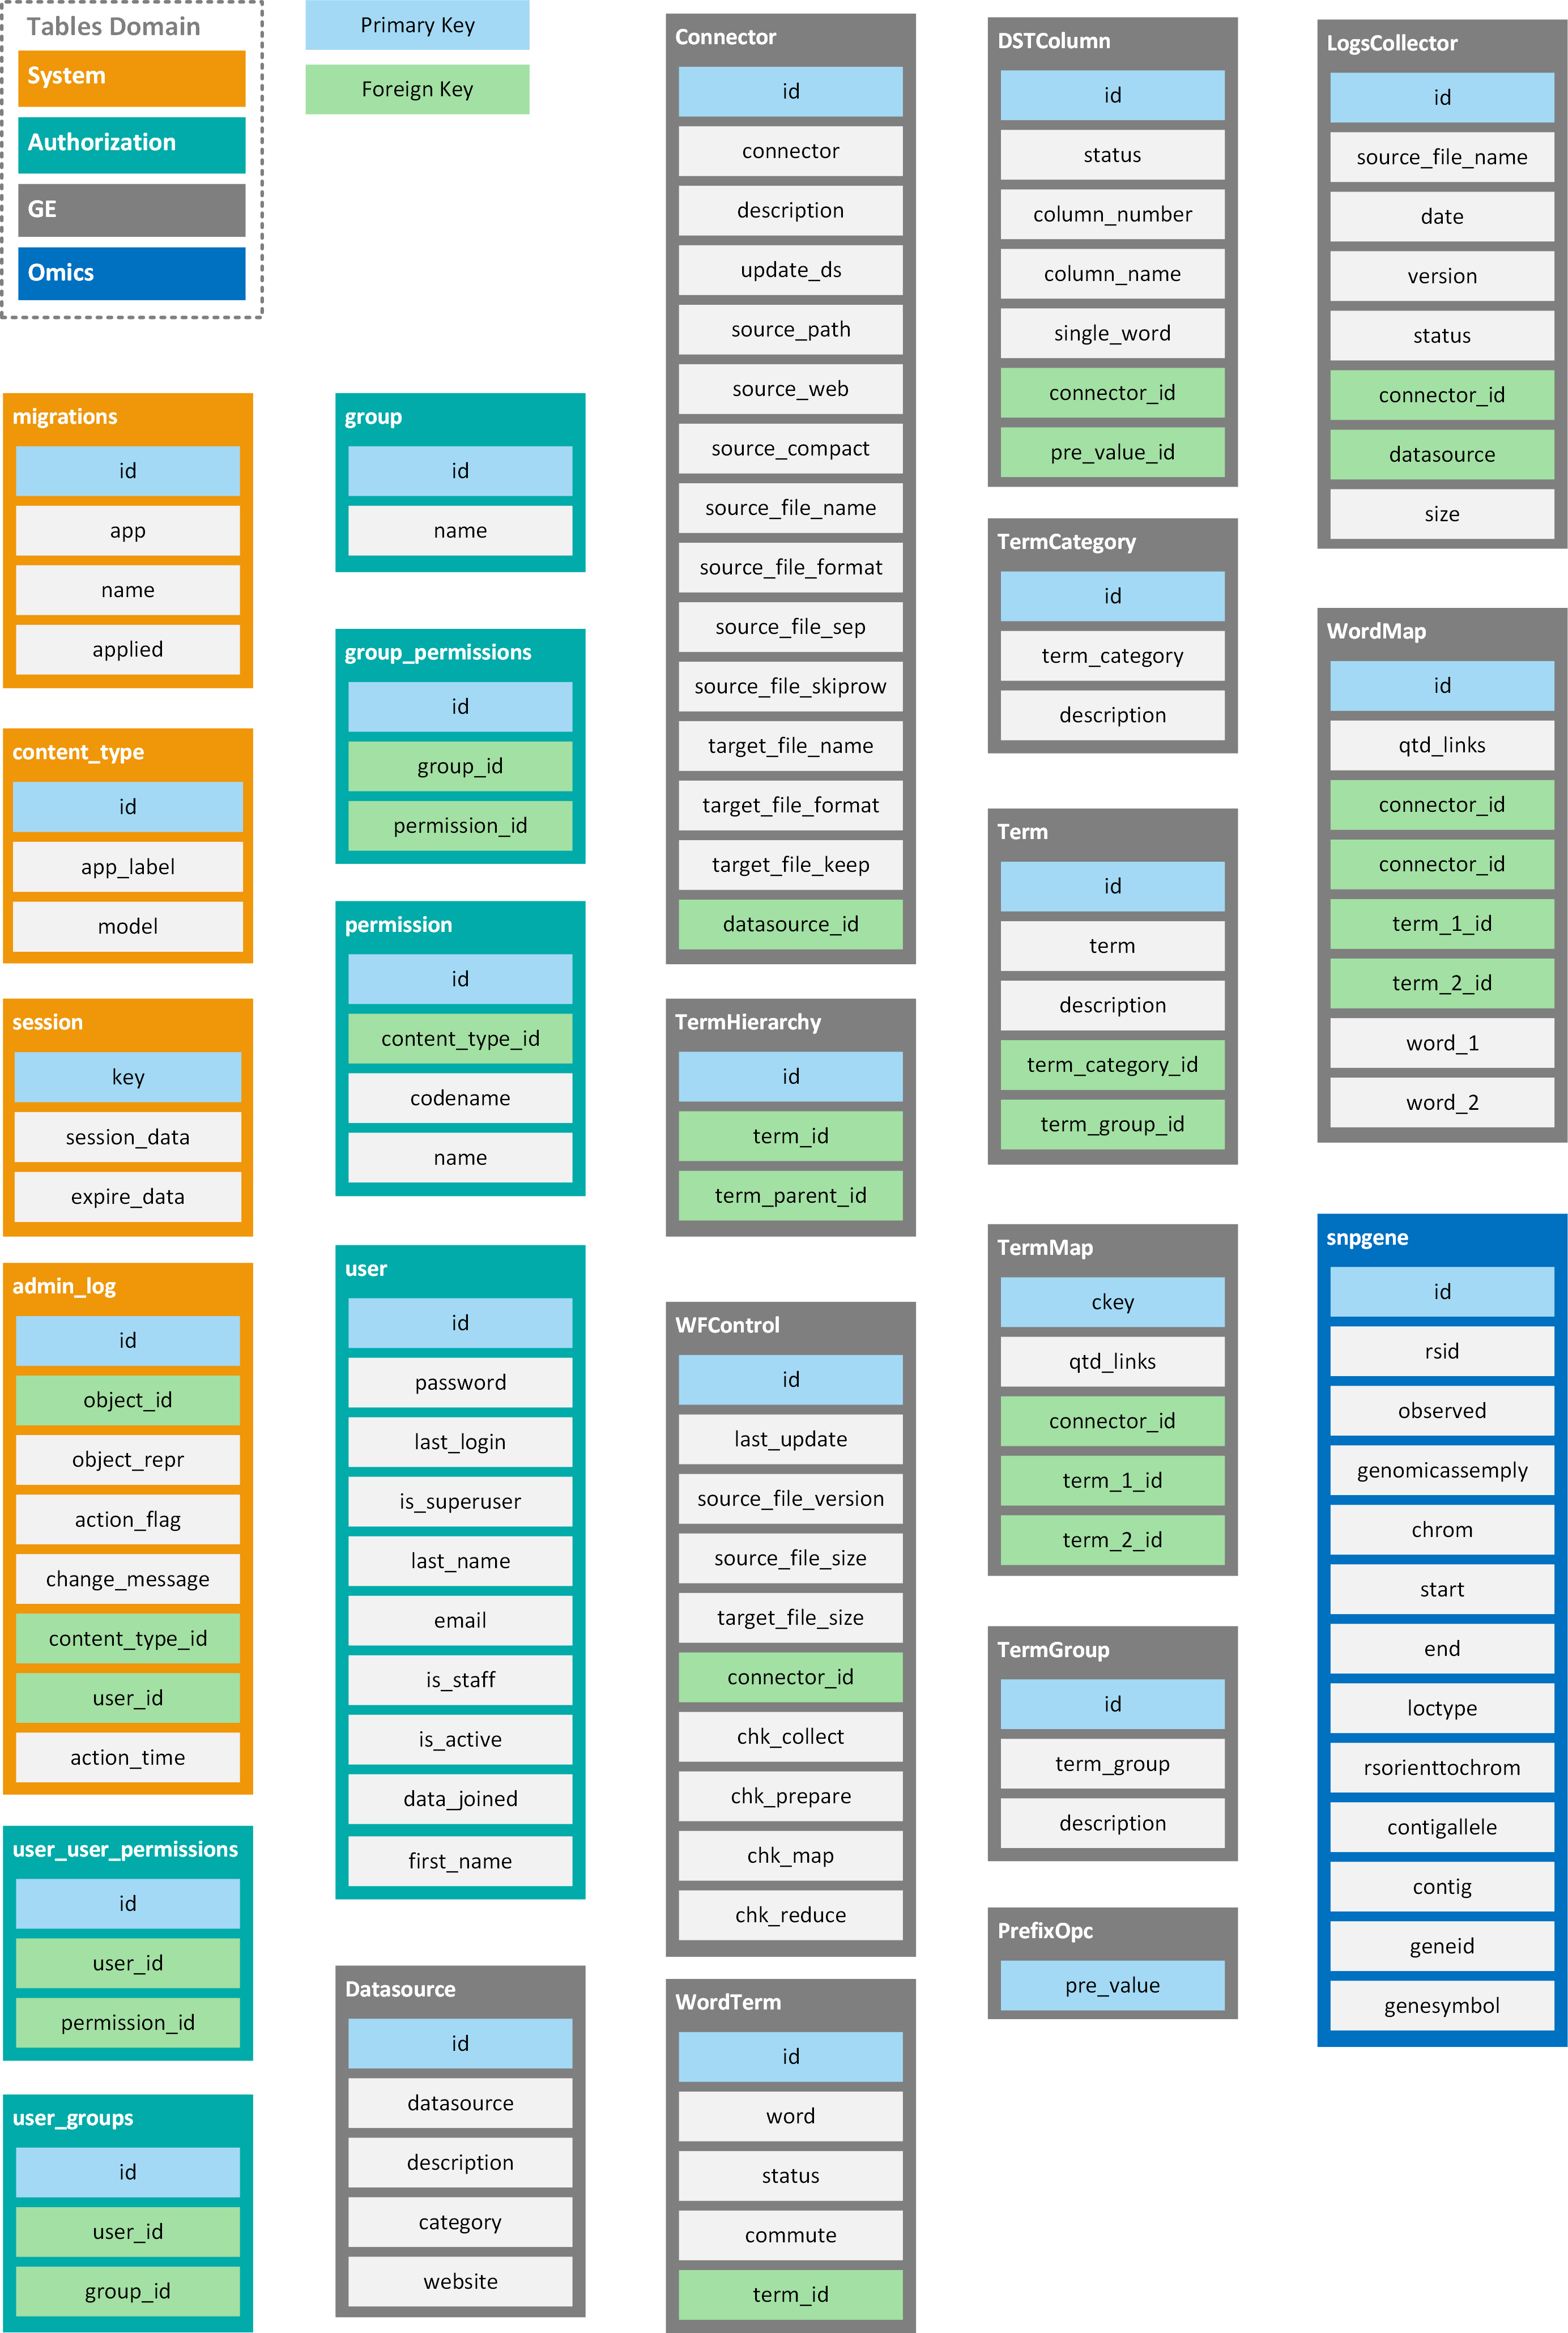 Tables Domain
System
Authorization
GE
Omics
Primary Key
Foreign Key
migrations
id
app
name
applied
content_type
id
app_label
model
session
key
session_data
expire_data
admin_log
id
object_id
object_repr
action_flag
change_message
content_type_id
user_id
action_time
user_user_permissions
id
user_id
permission_id
user_groups
id
user_id
group_id
group
id
name
group_permissions
id
group_id
permission_id
permission
id
content_type_id
codename
name
user
id
password
last_login
is_superuser
last_name
email
is_staff
is_active
data_joined
first_name
Datasource
id
datasource
description
category
website
Connector
id
connector
description
update_ds
source_path
source_web
source_compact
source_file_name
source_file_format
source_file_sep
source_file_skiprow
target_file_name
target_file_format
target_file_keep
datasource_id
TermHierarchy
id
term_id
term_parent_id
WFControl
id
last_update
source_file_version
source_file_size
target_file_size
connector_id
chk_collect
chk_prepare
chk_map
chk_reduce
WordTerm
id
word
status
commute
term_id
DSTColumn
id
status
column_number
column_name
single_word
connector_id
pre_value_id
TermCategory
id
term_category
description
Term
id
term
description
term_category_id
term_group_id
TermMap
ckey
qtd_links
connector_id
term_1_id
term_2_id
TermGroup
id
term_group
description
PrefixOpc
pre_value
LogsCollector
id
source_file_name
date
version
status
connector_id
datasource
size
WordMap
id
qtd_links
connector_id
connector_id
term_1_id
term_2_id
word_1
word_2
snpgene
id
rsid
observed
genomicassemply
chrom
start
end
loctype
rsorienttochrom
contigallele
contig
geneid
genesymbol